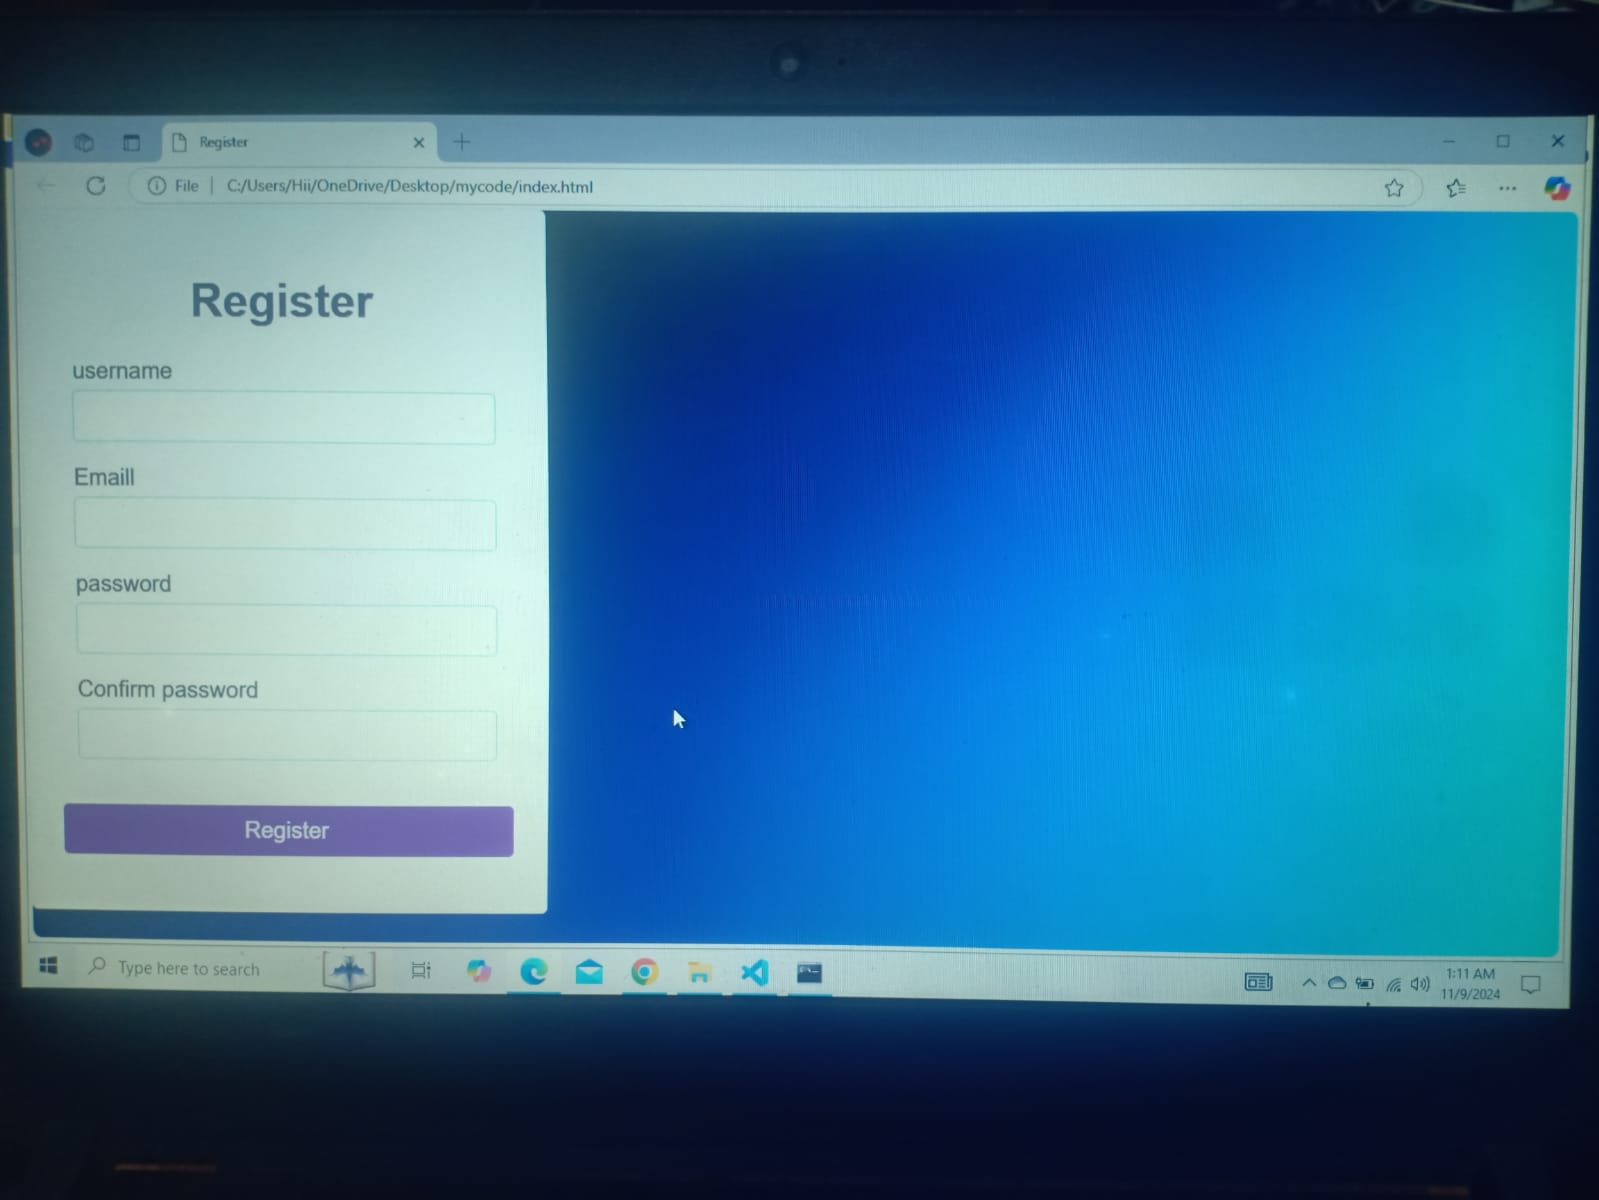 Register
File | C:/Users/Hii/OneDrive/Desktop/mycode/index.html
Register
username
Emaill
password
Confirm password
Register
Type here to search
1:11 AM
11/9/2024